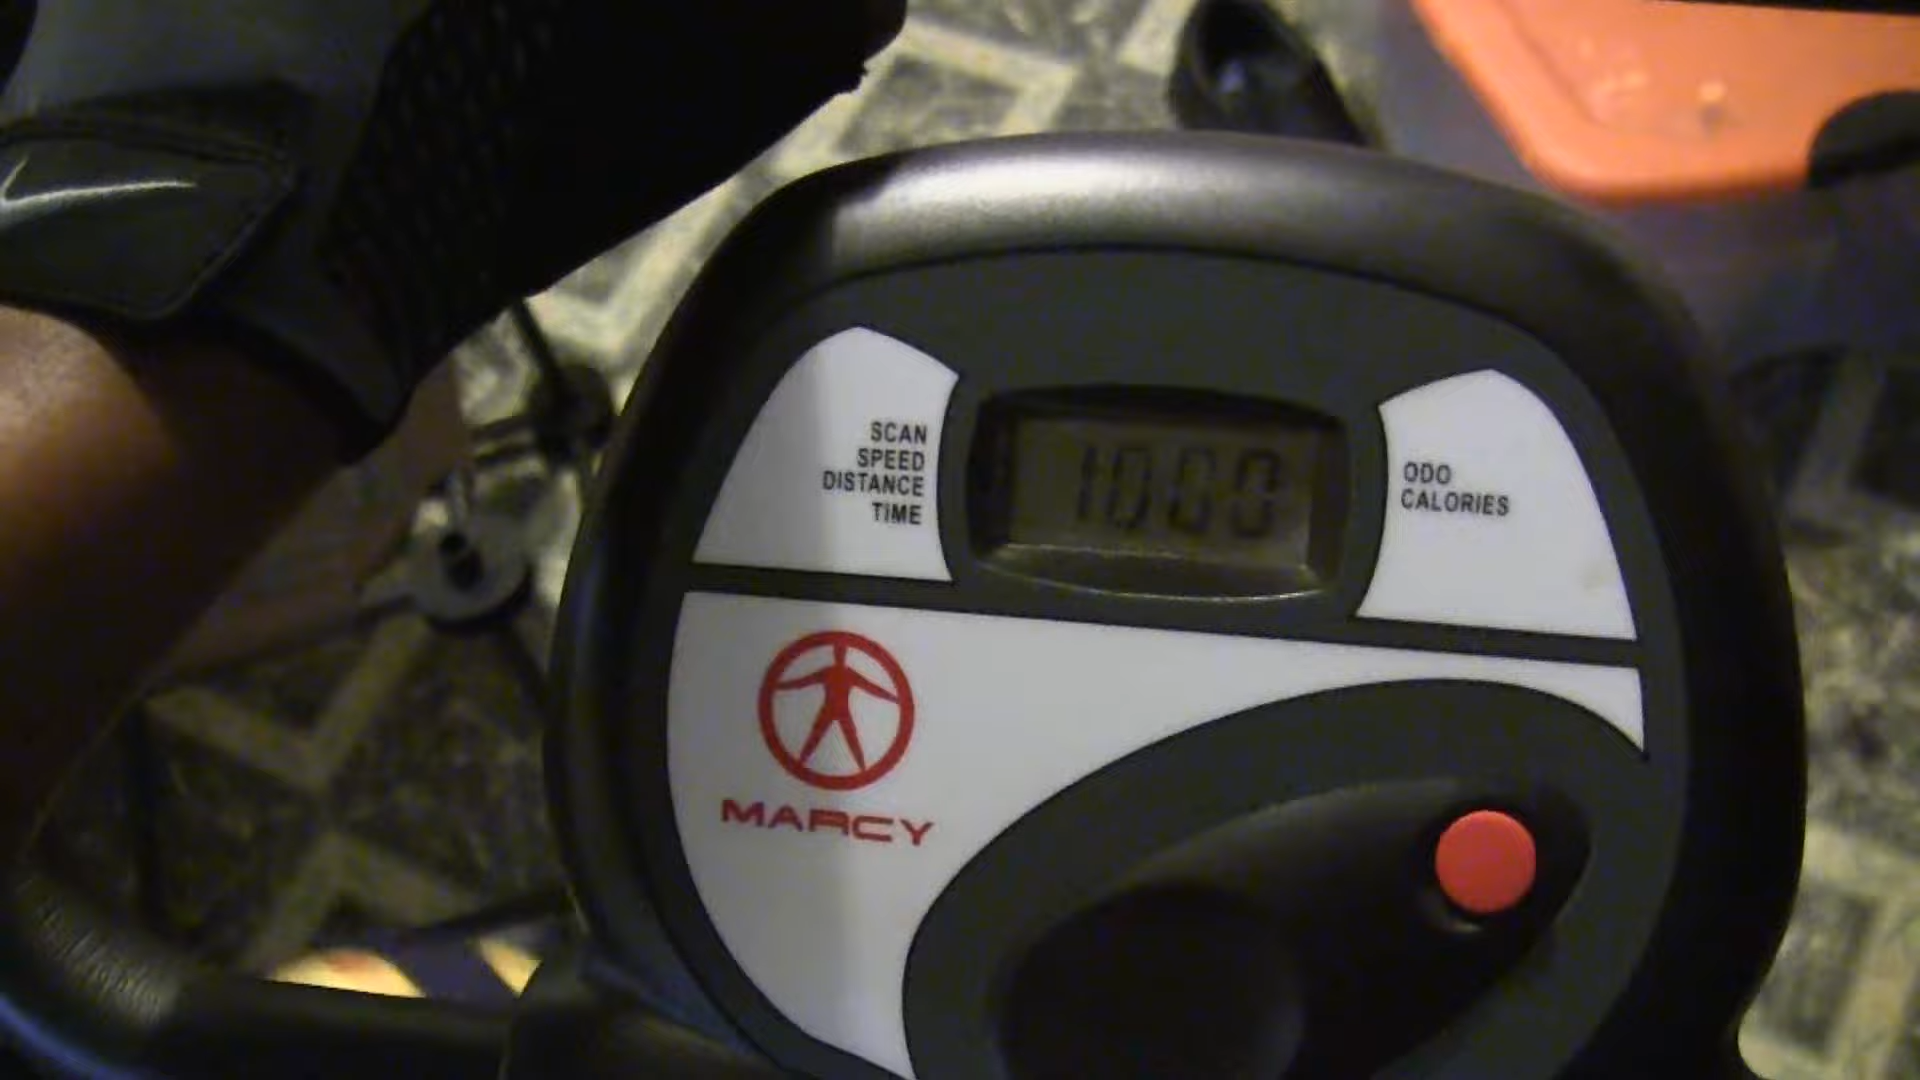 SCAN
SPEED
DISTANCE
TIME
1000
ODO
CALORIES
MARCY